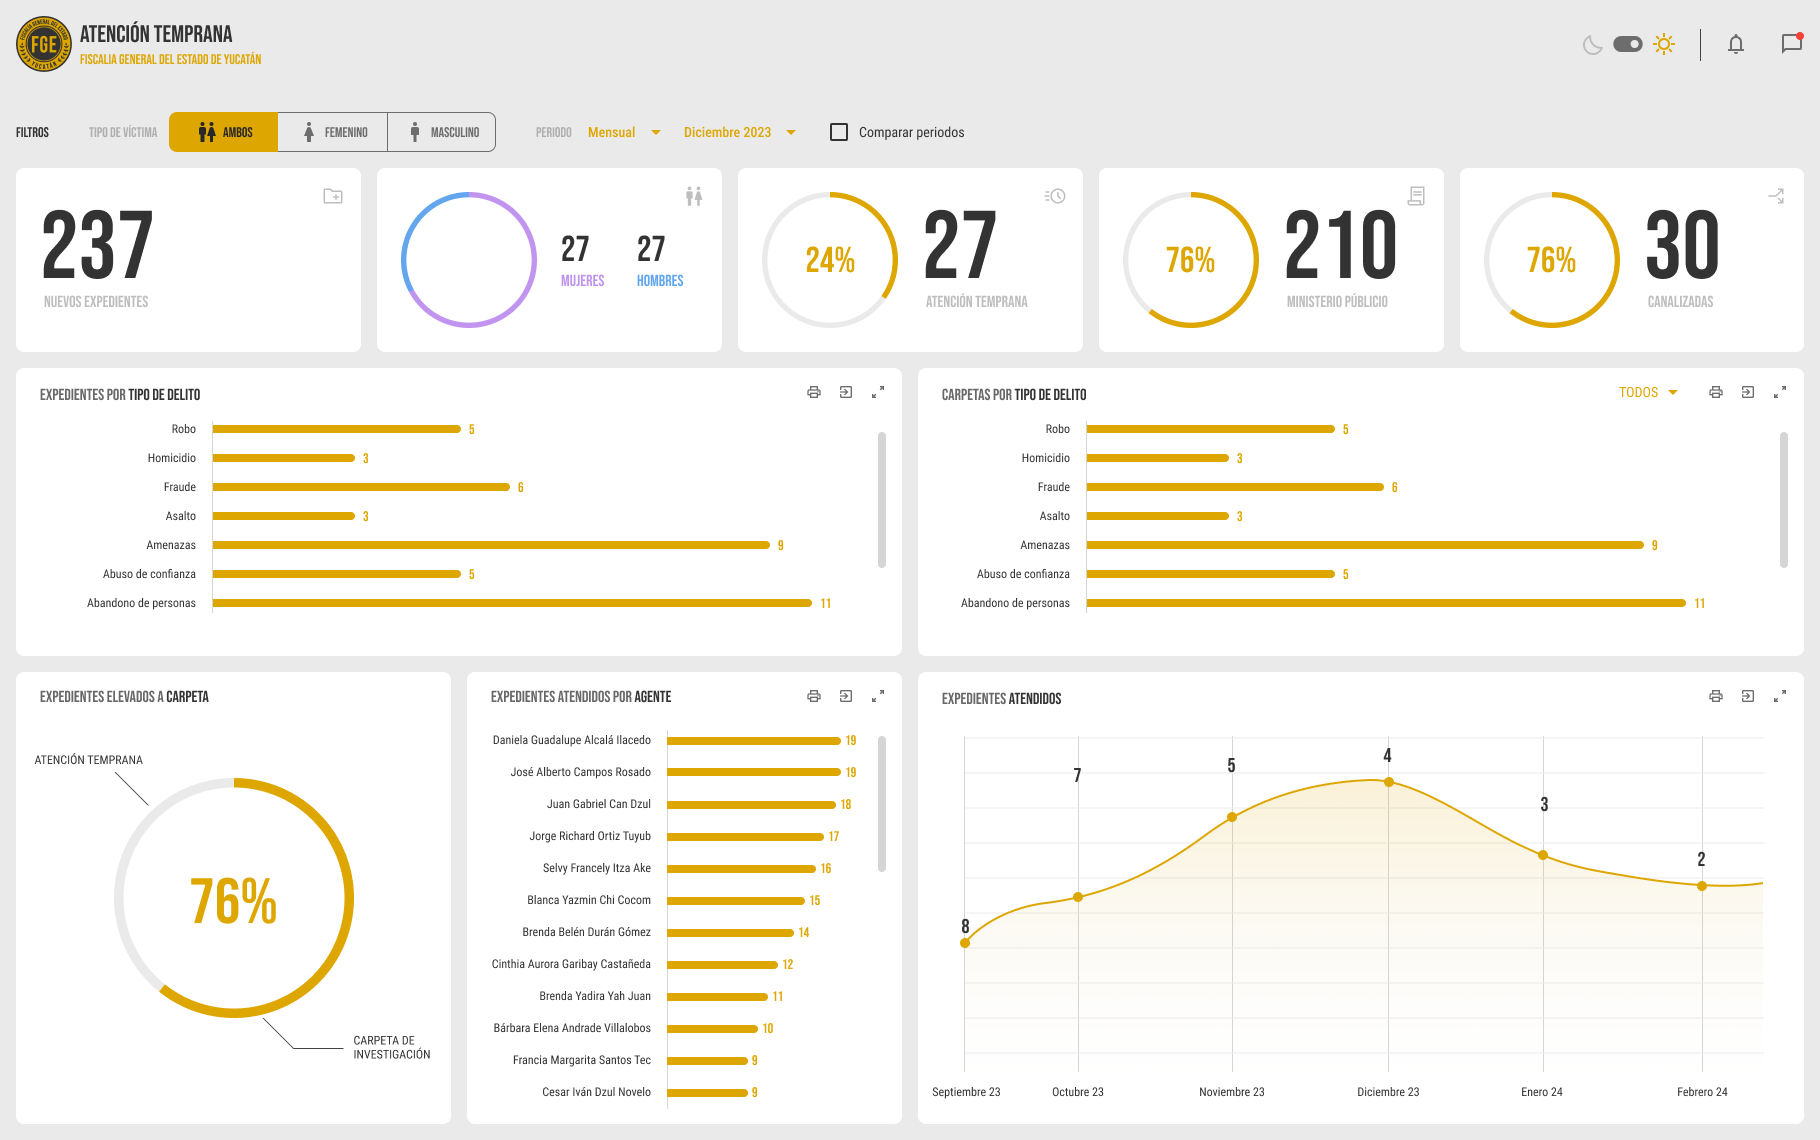 FISCALIA GENERAL DEL ESTADO
FGE
YUCATÁN
ATENCIÓN TEMPRANA
FISCALIA GENERAL DEL ESTADO DE YUCATÁN
FILTROS
TIPO DE VÍCTIMA
AMBOS
FEMENINO
MASCULINO
PERIODO
Mensual
Diciembre 2023
Comparar periodos
237
NUEVOS EXPEDIENTES
27
MUJERES
27
HOMBRES
24%
27
ATENCIÓN TEMPRANA
76%
210
MINISTERIO PÚBLICO
76%
30
CANALIZADAS
EXPEDIENTES POR TIPO DE DELITO
Robo 5
Homicidio 3
Fraude 6
Asalto 3
Amenazas 9
Abuso de confianza 5
Abandono de personas 11
CARPETAS POR TIPO DE DELITO
TODOS
Robo 5
Homicidio 3
Fraude 6
Asalto 3
Amenazas 9
Abuso de confianza 5
Abandono de personas 11
EXPEDIENTES ELEVADOS A CARPETA
ATENCIÓN TEMPRANA
76%
CARPETA DE
INVESTIGACIÓN
EXPEDIENTES ATENDIDOS POR AGENTE
Daniela Guadalupe Alcalá Ilacedo 19
José Alberto Campos Rosado 19
Juan Gabriel Can Dzul 18
Jorge Richard Ortiz Tuyub 17
Selvy Francely Itza Ake 16
Blanca Yazmin Chi Cocom 15
Brenda Belén Durán Gómez 14
Cinthia Aurora Garibay Castañeda 12
Brenda Yadira Yah Juan 11
Bárbara Elena Andrade Villalobos 10
Francia Margarita Santos Tec 9
Cesar Iván Dzul Novelo 9
EXPEDIENTES ATENDIDOS
8
7
5
4
3
2
Septiembre 23
Octubre 23
Noviembre 23
Diciembre 23
Enero 24
Febrero 24